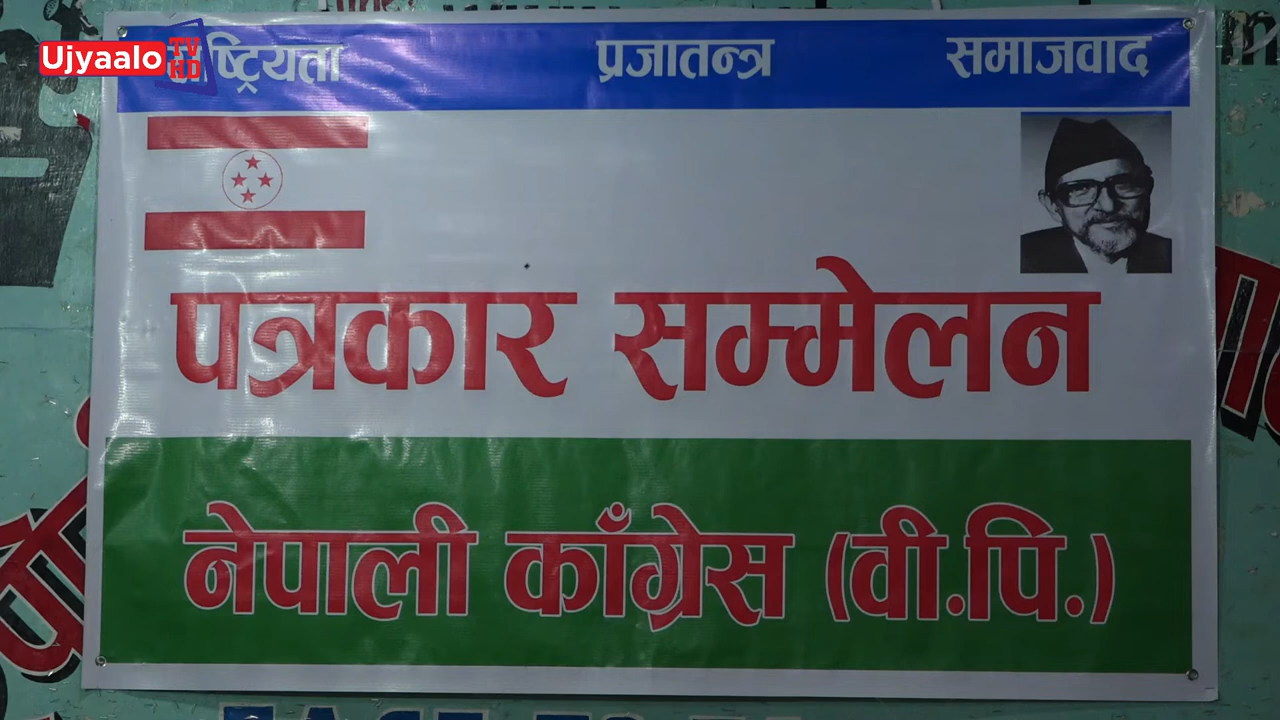 Ujyaalo TV HD
राष्ट्रियता प्रजातन्त्र समाजवाद
पत्रकार सम्मेलन
नेपाली काँग्रेस (वी.पि.)